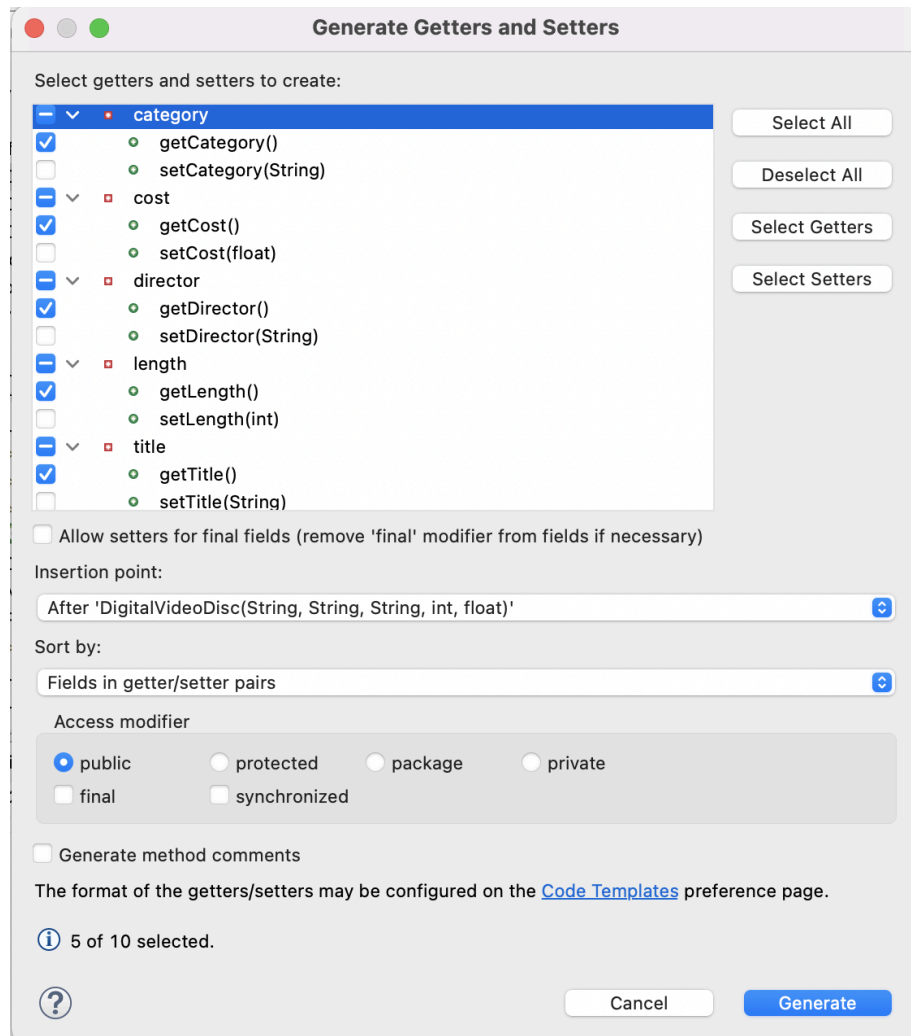 Generate Getters and Setters
Select getters and setters to create:
category
getCategory()
setCategory(String)
cost
getCost()
setCost(float)
director
getDirector()
setDirector(String)
length
getLength()
setLength(int)
title
getTitle()
setTitle(String)
Select All
Deselect All
Select Getters
Select Setters
Allow setters for final fields (remove 'final' modifier from fields if necessary)
Insertion point:
After 'DigitalVideoDisc(String, String, String, int, float)'
Sort by:
Fields in getter/setter pairs
Access modifier
public protected package private
final synchronized
Generate method comments
The format of the getters/setters may be configured on the Code Templates preference page.
5 of 10 selected.
Cancel Generate